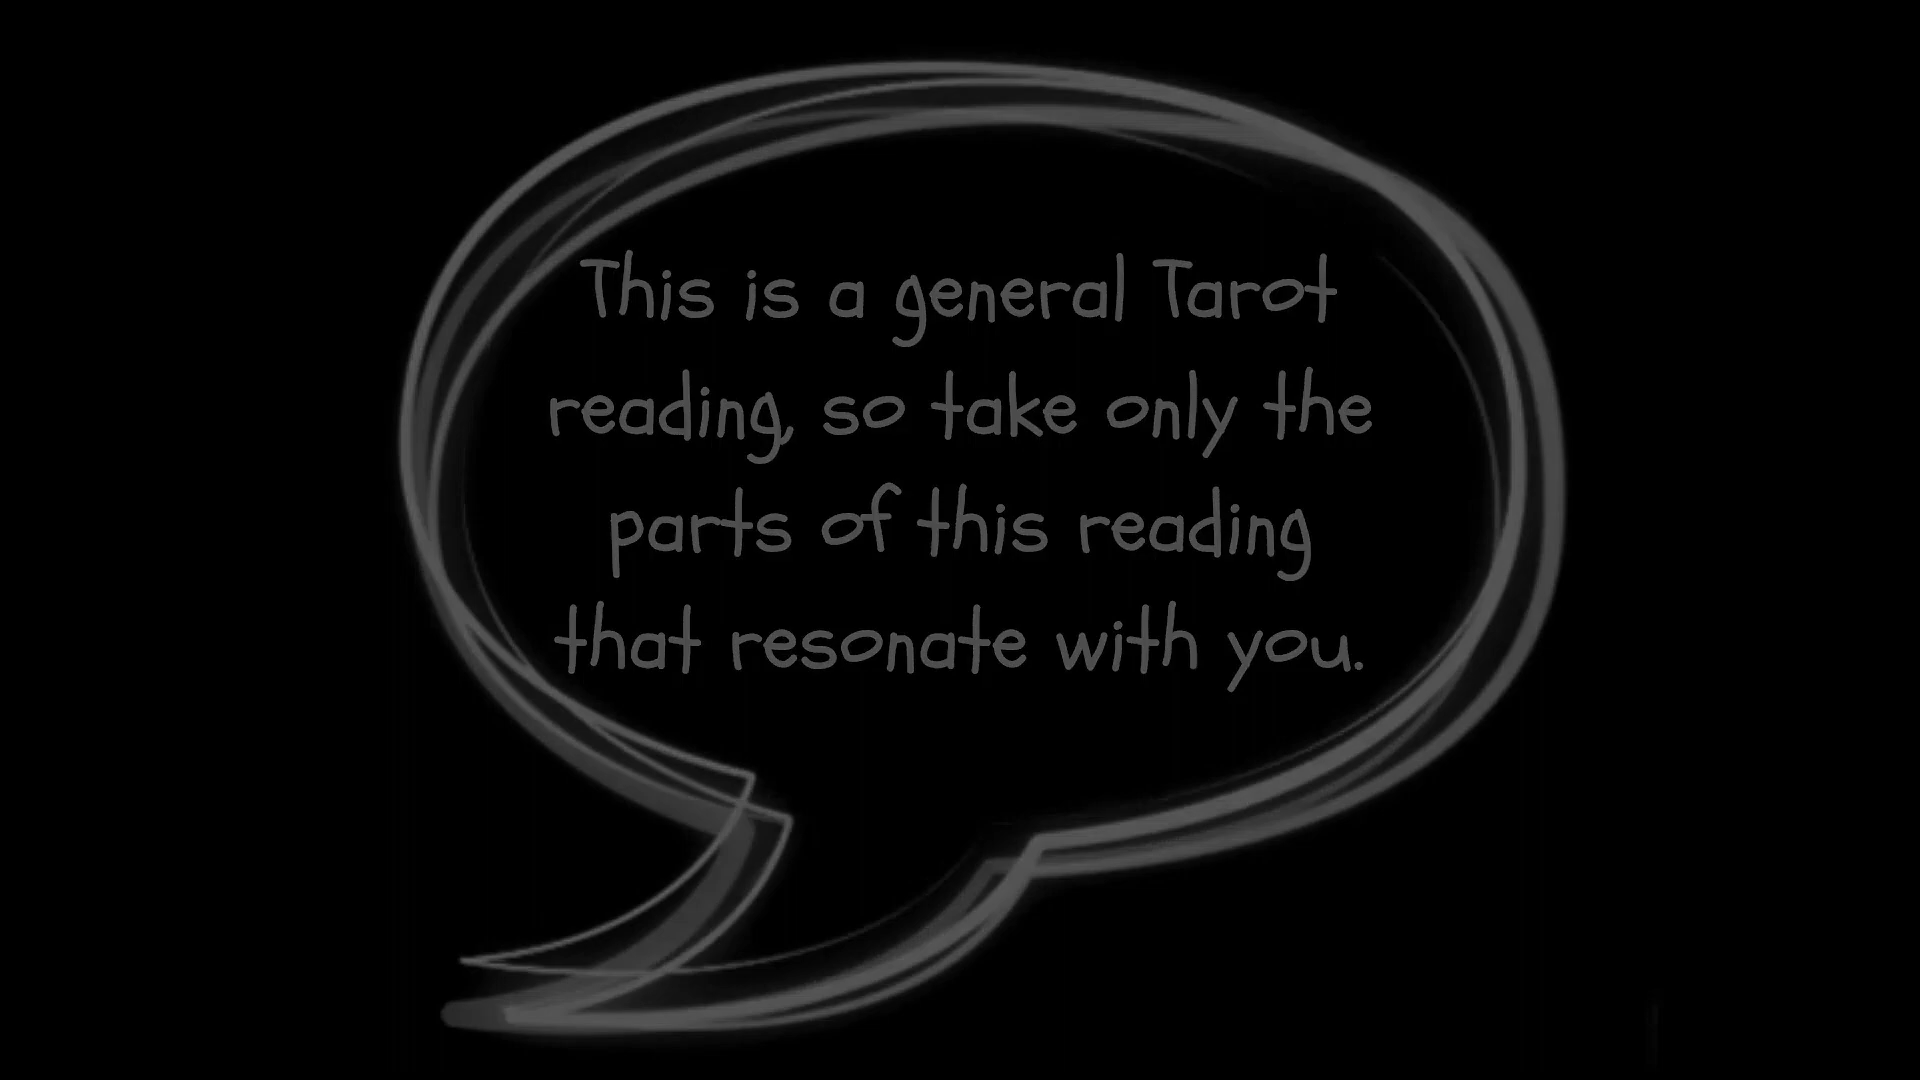 This is a general Tarot
reading, so take only the
parts of this reading
that resonate with you.